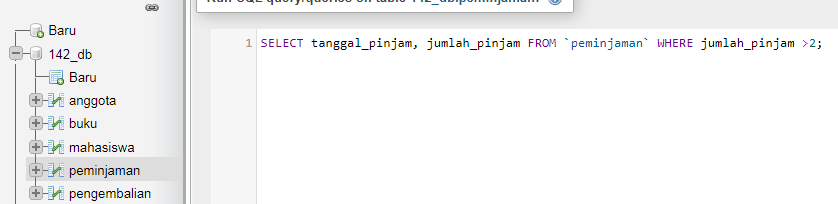 Run SQL query/queries on table 142_db.peminjaman:
Baru
142_db
Baru
anggota
buku
mahasiswa
peminjaman
pengembalian
1 SELECT tanggal_pinjam, jumlah_pinjam FROM `peminjaman` WHERE jumlah_pinjam >2;